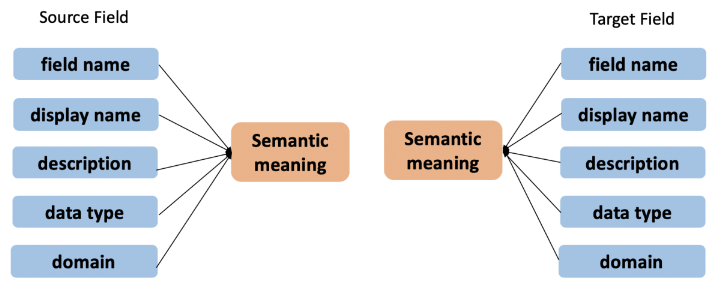 Source Field
field name
display name
description
data type
domain
Semantic
meaning
Target Field
Semantic
meaning
field name
display name
description
data type
domain